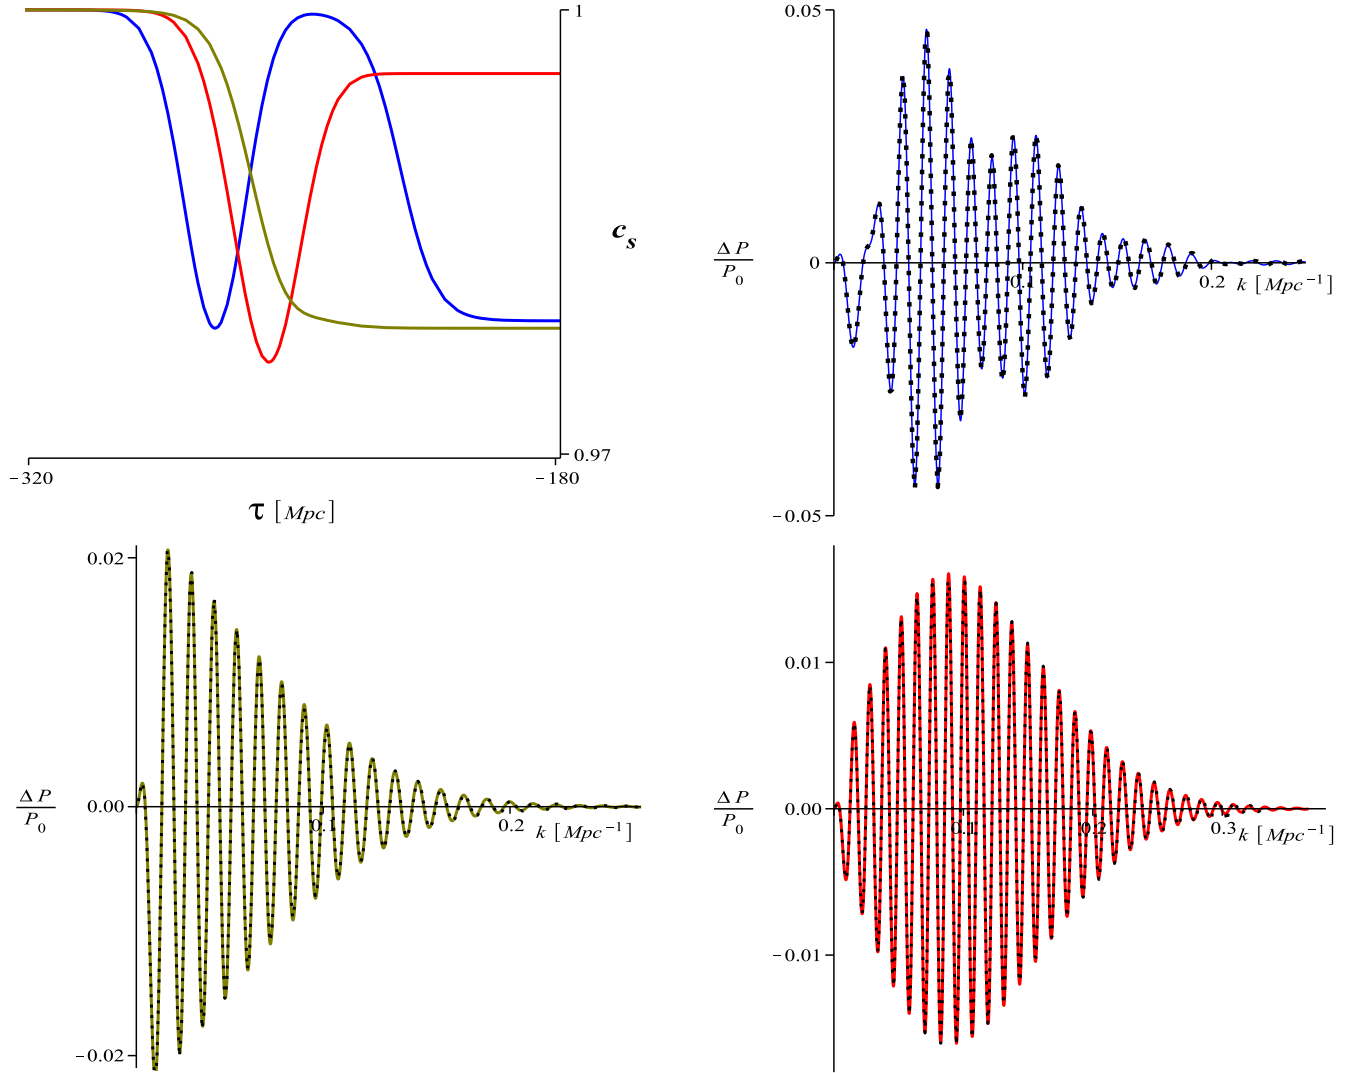 1
c_s
0.97
−320 −180
τ [Mpc]
0.05
ΔP
P_0
0
0.1 0.2 k [Mpc⁻¹]
−0.05
0.02
ΔP
P_0
0.00
0.1 0.2 k [Mpc⁻¹]
−0.02
0.01
ΔP
P_0
0.00
0.1 0.2 0.3 k [Mpc⁻¹]
−0.01